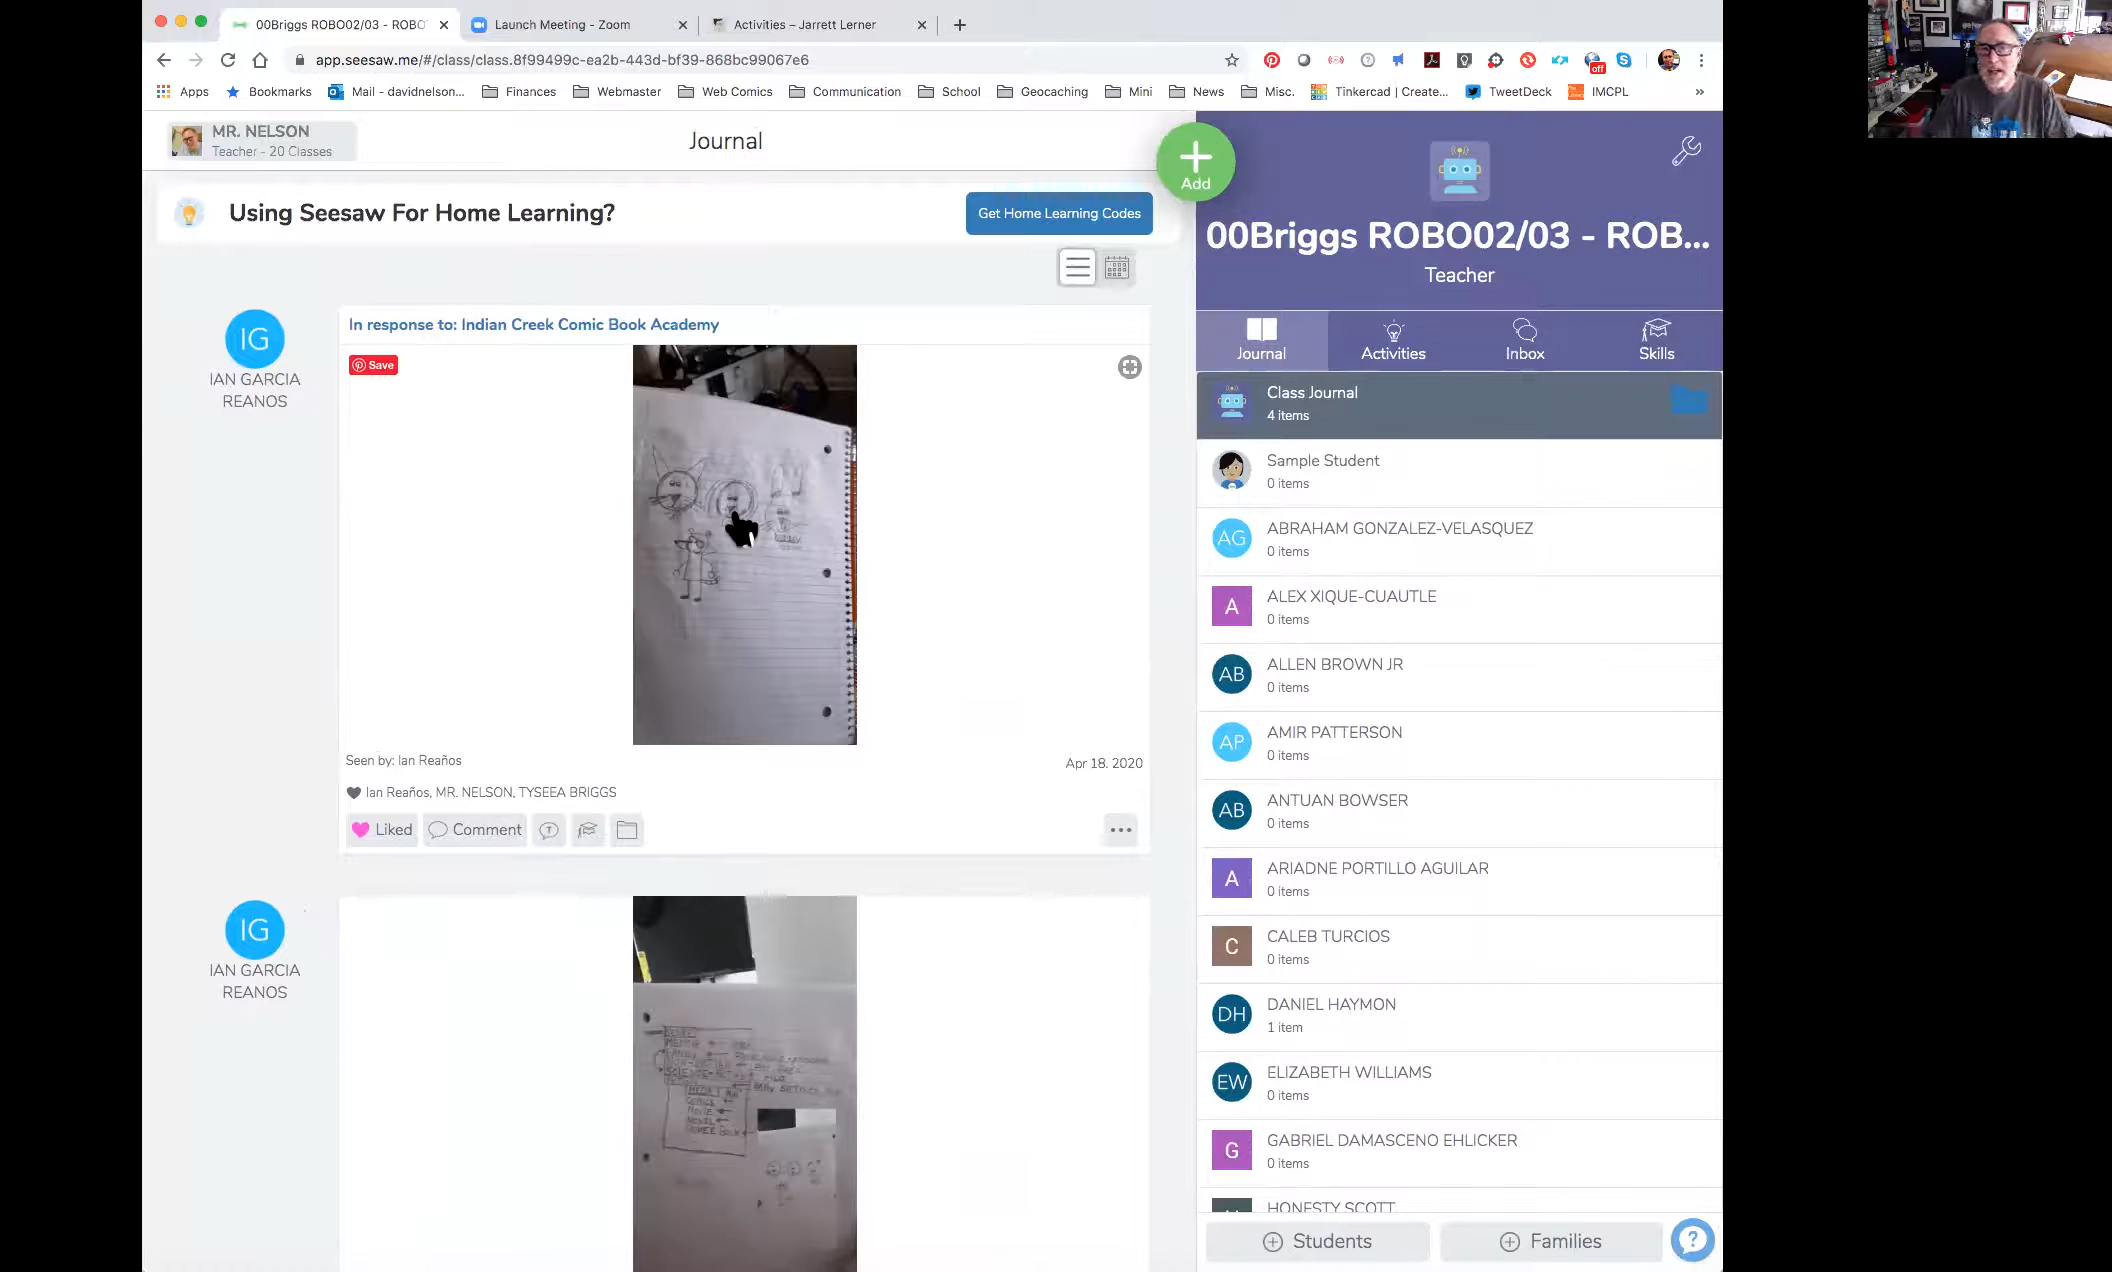 00Briggs ROBO02/03 - ROBO
Launch Meeting - Zoom
Activities – Jarrett Lerner
app.seesaw.me/#/class/class.8f99499c-ea2b-443d-bf39-868bc99067e6
off
Apps
Bookmarks
Mail - davidnelson...
Finances
Webmaster
Web Comics
Communication
School
Geocaching
Mini
News
Misc.
Tinkercad | Create...
TweetDeck
IMCPL
»
MR. NELSON
Teacher - 20 Classes
Journal
Add
Using Seesaw For Home Learning?
Get Home Learning Codes
IG
IAN GARCIA
REANOS
In response to: Indian Creek Comic Book Academy
Save
Seen by: Ian Reaños
Apr 18, 2020
Ian Reaños, MR. NELSON, TYSEEA BRIGGS
Liked
Comment
T
IG
IAN GARCIA
REANOS
00Briggs ROBO02/03 - ROB...
Teacher
Journal
Activities
Inbox
Skills
Class Journal
4 items
Sample Student
0 items
AG
ABRAHAM GONZALEZ-VELASQUEZ
0 items
A
ALEX XIQUE-CUAUTLE
0 items
AB
ALLEN BROWN JR
0 items
AP
AMIR PATTERSON
0 items
AB
ANTUAN BOWSER
0 items
A
ARIADNE PORTILLO AGUILAR
0 items
C
CALEB TURCIOS
0 items
DH
DANIEL HAYMON
1 item
EW
ELIZABETH WILLIAMS
0 items
G
GABRIEL DAMASCENO EHLICKER
0 items
HONESTY SCOTT
Students
Families
?